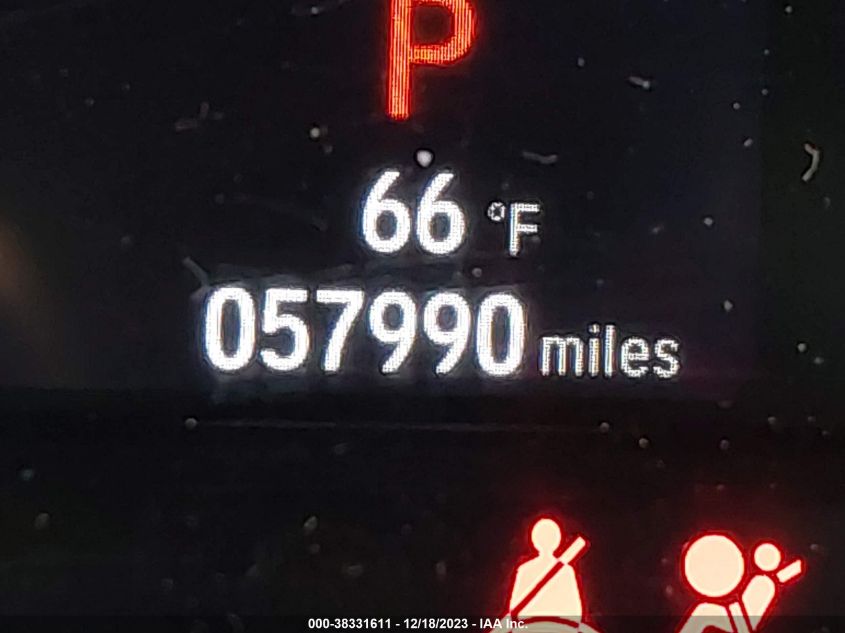 P
66 °F
057990 miles
000-38331611 - 12/18/2023 - IAA Inc.